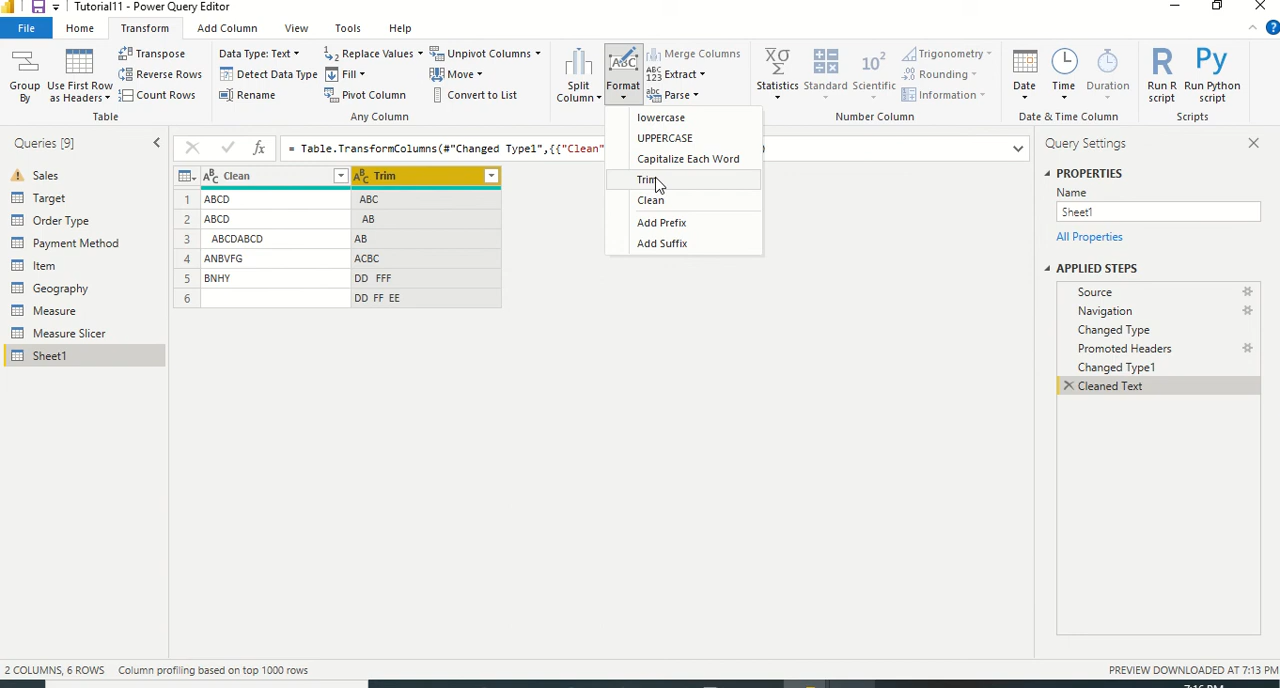 Tutorial11 - Power Query Editor
File Home Transform Add Column View Tools Help
Group By
Use First Row as Headers
Transpose
Reverse Rows
Count Rows
Table
Data Type: Text
Detect Data Type
Rename
Replace Values
Fill
Pivot Column
Unpivot Columns
Move
Convert to List
Any Column
Split Column
Format
Merge Columns
Extract
Parse
Statistics
Standard
Scientific
Trigonometry
Rounding
Information
Number Column
Date
Time
Duration
Date & Time Column
Run R script
Run Python script
Scripts
lowercase
UPPERCASE
Capitalize Each Word
Trim
Clean
Add Prefix
Add Suffix
Queries [9]
Sales
Target
Order Type
Payment Method
Item
Geography
Measure
Measure Slicer
Sheet1
= Table.TransformColumns(#"Changed Type1",{{"Clean"
Clean Trim
1 ABCD ABC
2 ABCD AB
3 ABCDABCD AB
4 ANBVFG ACBC
5 BNHY DD FFF
6 DD FF EE
Query Settings
PROPERTIES
Name
Sheet1
All Properties
APPLIED STEPS
Source
Navigation
Changed Type
Promoted Headers
Changed Type1
Cleaned Text
2 COLUMNS, 6 ROWS Column profiling based on top 1000 rows
PREVIEW DOWNLOADED AT 7:13 PM